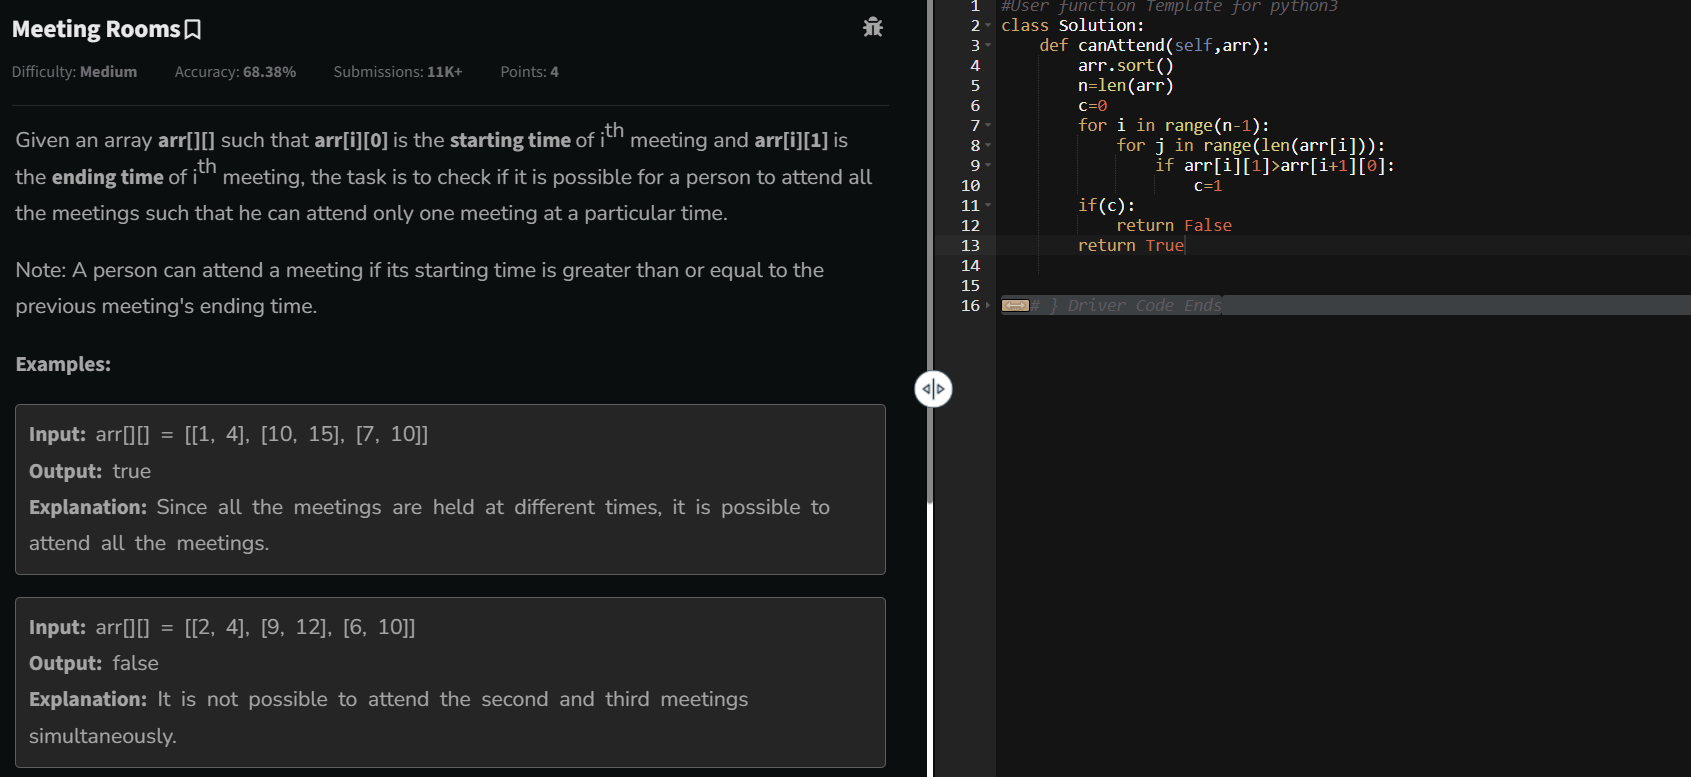 Meeting Rooms
Difficulty: Medium Accuracy: 68.38% Submissions: 11K+ Points: 4
Given an array arr[][] such that arr[i][0] is the starting time of ith meeting and arr[i][1] is
the ending time of ith meeting, the task is to check if it is possible for a person to attend all
the meetings such that he can attend only one meeting at a particular time.
Note: A person can attend a meeting if its starting time is greater than or equal to the
previous meeting's ending time.
Examples:
Input: arr[][] = [[1, 4], [10, 15], [7, 10]]
Output: true
Explanation: Since all the meetings are held at different times, it is possible to
attend all the meetings.
Input: arr[][] = [[2, 4], [9, 12], [6, 10]]
Output: false
Explanation: It is not possible to attend the second and third meetings
simultaneously.
1 #User function Template for python3
2 class Solution:
3     def canAttend(self,arr):
4         arr.sort()
5         n=len(arr)
6         c=0
7         for i in range(n-1):
8             for j in range(len(arr[i])):
9                 if arr[i][1]>arr[i+1][0]:
10                     c=1
11         if(c):
12             return False
13         return True
14
15
16 # } Driver Code Ends